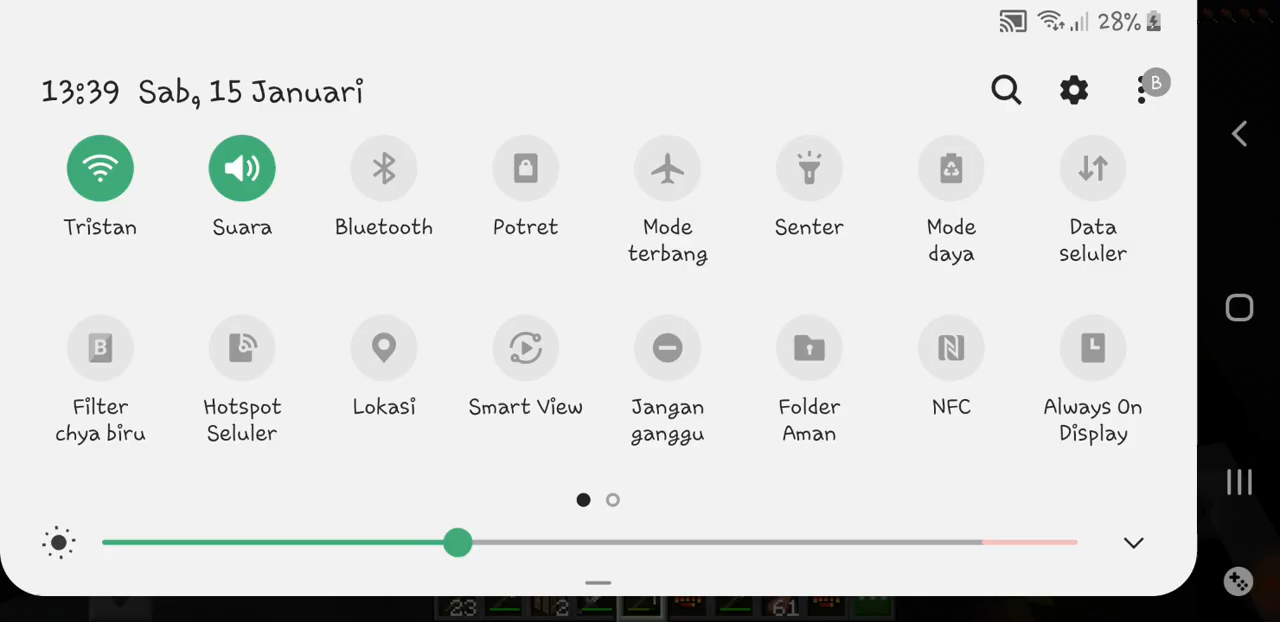 28%
13:39 Sab, 15 Januari
B
Tristan
Suara
Bluetooth
Potret
Mode
terbang
Senter
Mode
daya
Data
seluler
B
Filter
chya biru
Hotspot
Seluler
Lokasi
Smart View
Jangan
ganggu
Folder
Aman
NFC
Always On
Display
23
2
61